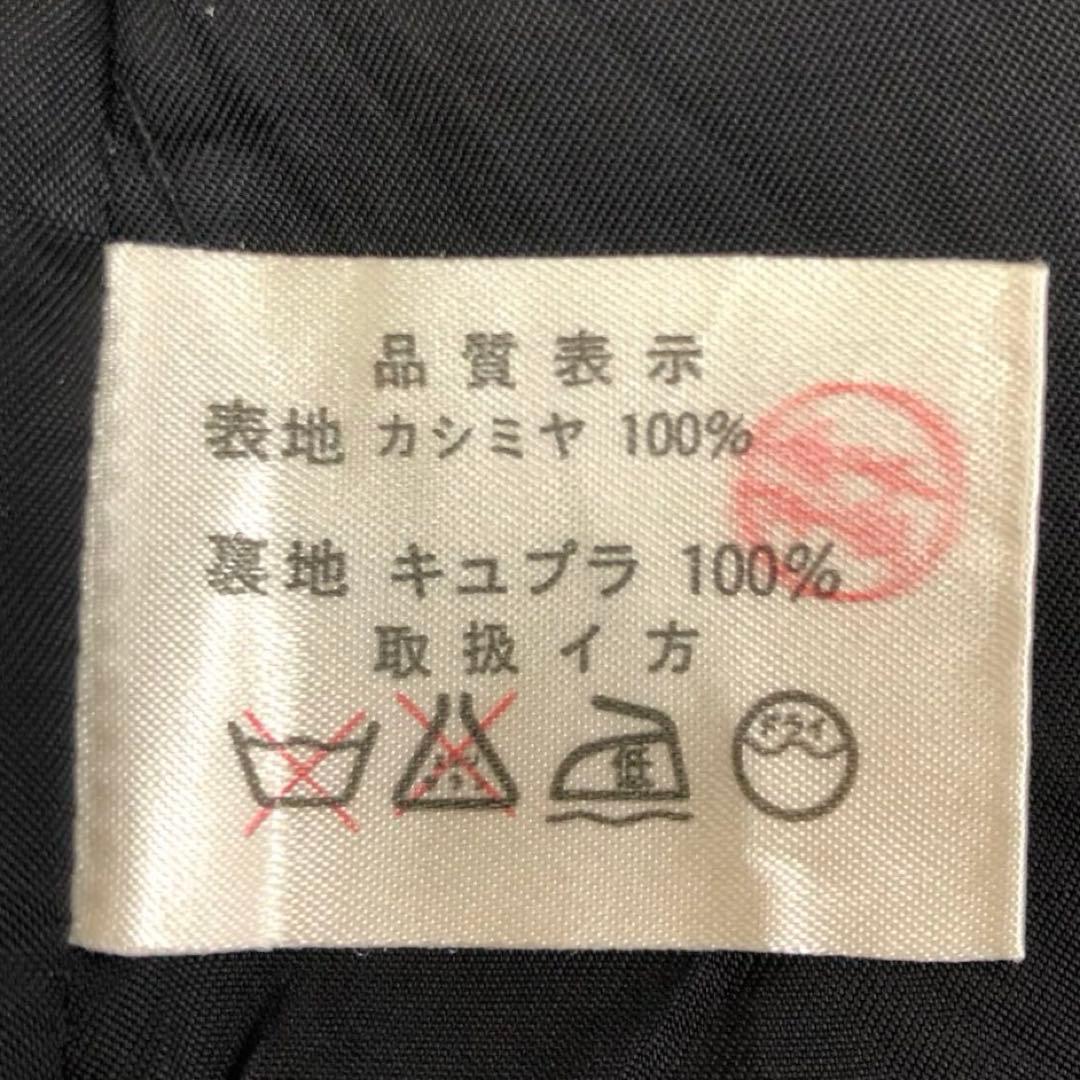 品質表示
表地 カシミヤ 100%
裏地 キュプラ 100%
取扱イ方
低 ドライ